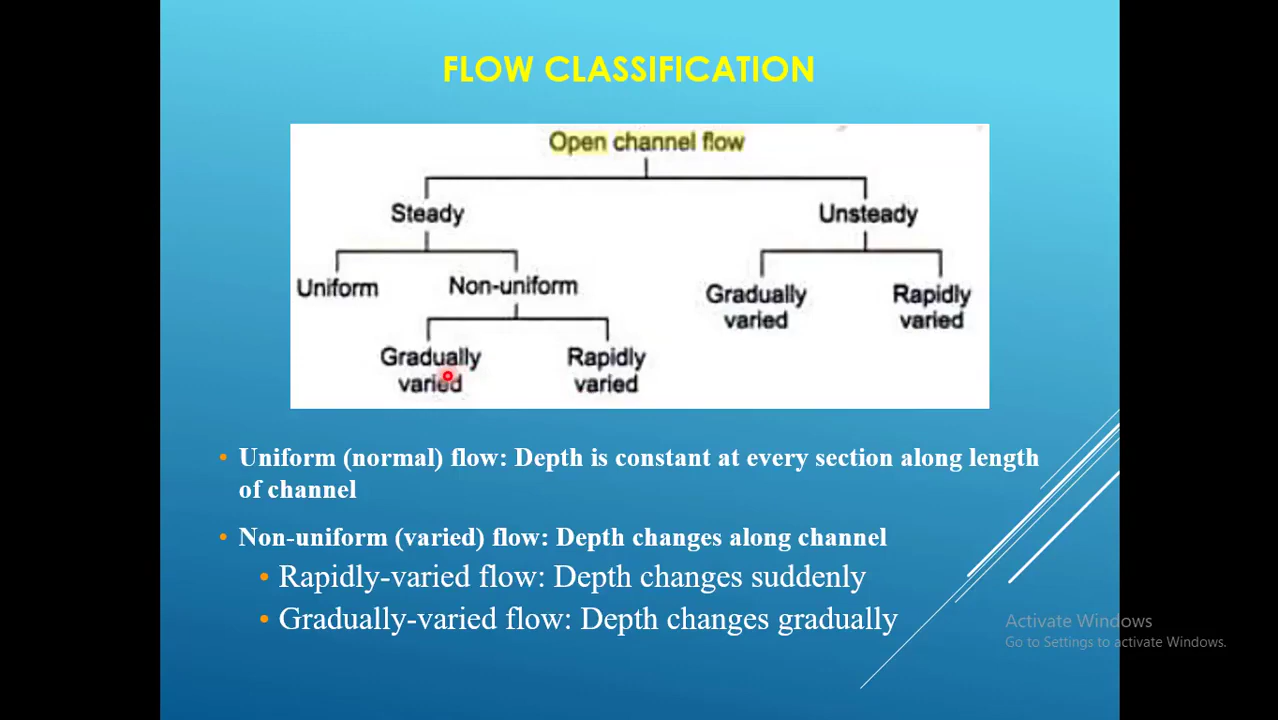 FLOW CLASSIFICATION
Open channel flow
Steady
Unsteady
Uniform
Non-uniform
Gradually
varied
Rapidly
varied
Gradually
varied
Rapidly
varied
• Uniform (normal) flow: Depth is constant at every section along length
of channel
• Non-uniform (varied) flow: Depth changes along channel
• Rapidly-varied flow: Depth changes suddenly
• Gradually-varied flow: Depth changes gradually
Activate Windows
Go to Settings to activate Windows.